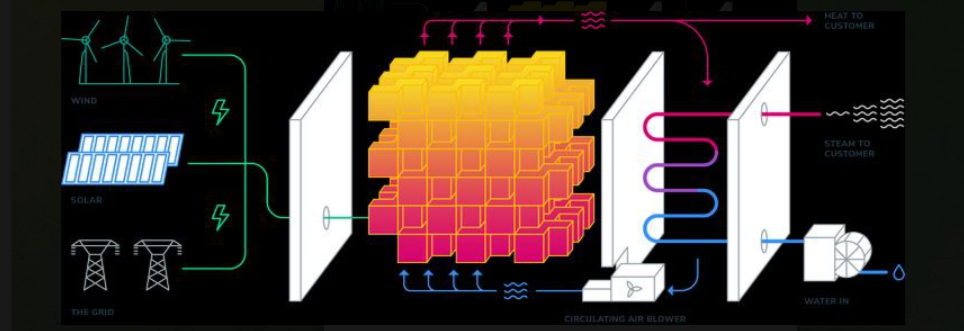 HEAT TO
CUSTOMER
WIND
STEAM TO
CUSTOMER
SOLAR
WATER IN
THE GRID
CIRCULATING AIR BLOWER